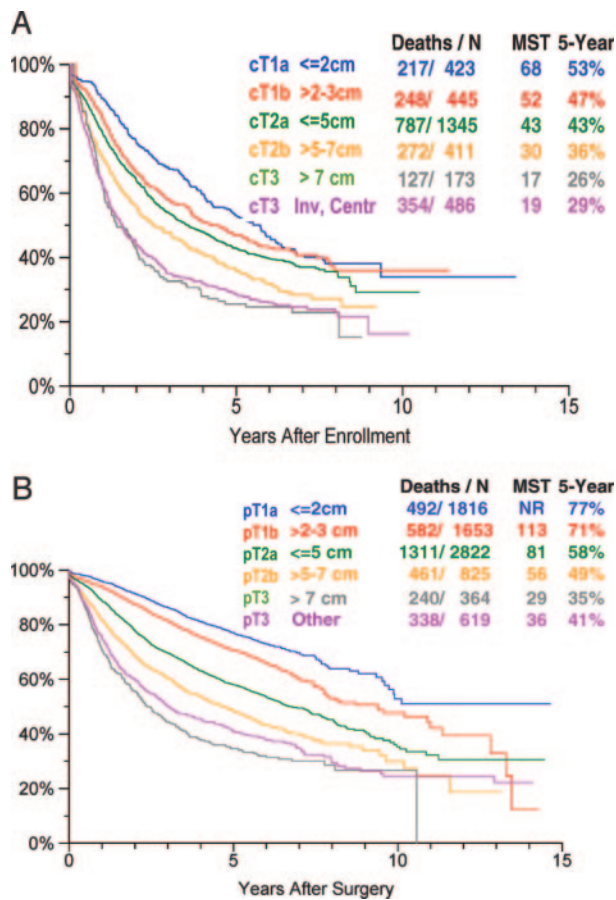 A
Deaths / N MST 5-Year
100% cT1a <=2cm 217/ 423 68 53%
cT1b >2-3cm 248/ 445 52 47%
80% cT2a <=5cm 787/ 1345 43 43%
cT2b >5-7cm 272/ 411 30 36%
cT3 > 7 cm 127/ 173 17 26%
60% cT3 Inv, Centr 354/ 486 19 29%
40%
20%
0%
0 5 10 15
Years After Enrollment
B
Deaths / N MST 5-Year
pT1a <=2cm 492/ 1816 NR 77%
pT1b >2-3 cm 582/ 1653 113 71%
pT2a <=5 cm 1311/ 2822 81 58%
100% pT2b >5-7 cm 461/ 825 56 49%
pT3 > 7 cm 240/ 364 29 35%
80% pT3 Other 338/ 619 36 41%
60%
40%
20%
0%
0 5 10 15
Years After Surgery